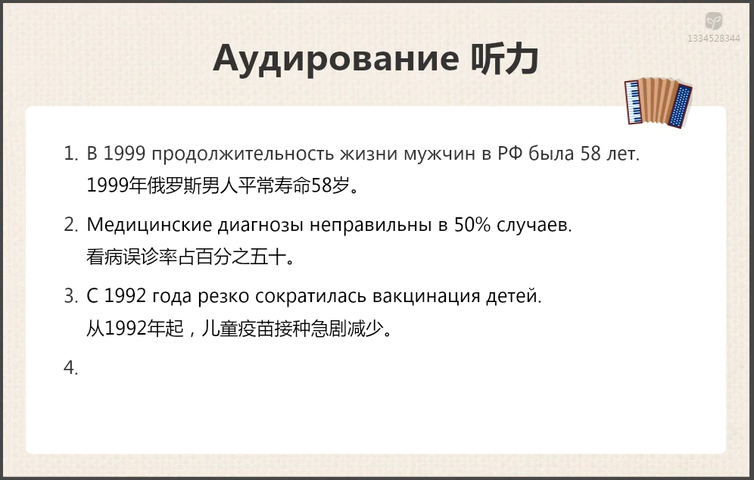 1334528344
Аудирование 听力
1. В 1999 продолжительность жизни мужчин в РФ была 58 лет.
1999年俄罗斯男人平常寿命58岁。
2. Медицинские диагнозы неправильны в 50% случаев.
看病误诊率占百分之五十。
3. С 1992 года резко сократилась вакцинация детей.
从1992年起，儿童疫苗接种急剧减少。
4.